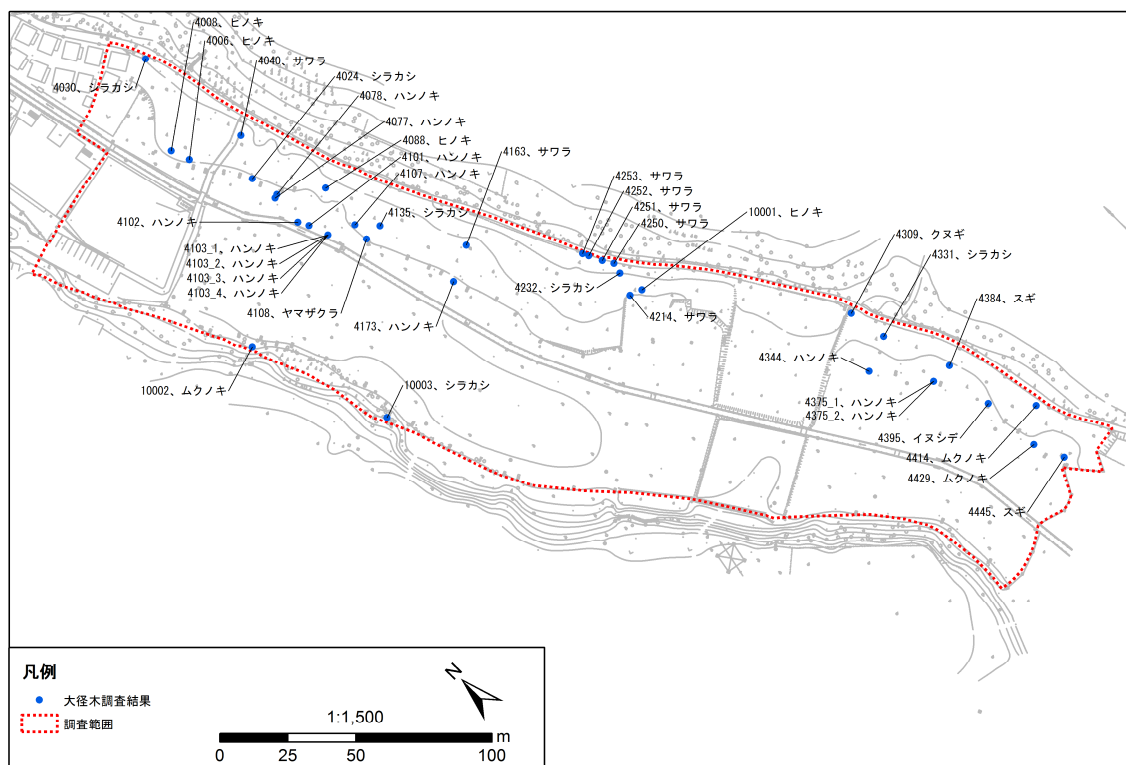 4008、ヒノキ
4006、ヒノキ
4040、サワラ
4024、シラカシ
4030、シラカシ
4078、ハンノキ
4077、ハンノキ
4088、ヒノキ
4101、ハンノキ
4107、ハンノキ
4163、サワラ
4135、シラカシ
4102、ハンノキ
4103_1、ハンノキ
4103_2、ハンノキ
4103_3、ハンノキ
4103_4、ハンノキ
4108、ヤマザクラ
4173、ハンノキ
4253、サワラ
4252、サワラ
4251、サワラ
4250、サワラ
10001、ヒノキ
4232、シラカシ
4214、サワラ
4309、クヌギ
4331、シラカシ
4384、スギ
4344、ハンノキ
4375_1、ハンノキ
4375_2、ハンノキ
4395、イヌシデ
4414、ムクノキ
4429、ムクノキ
4445、スギ
10002、ムクノキ
10003、シラカシ
凡例
大径木調査結果
調査範囲
N
1:1,500
m
0 25 50 100